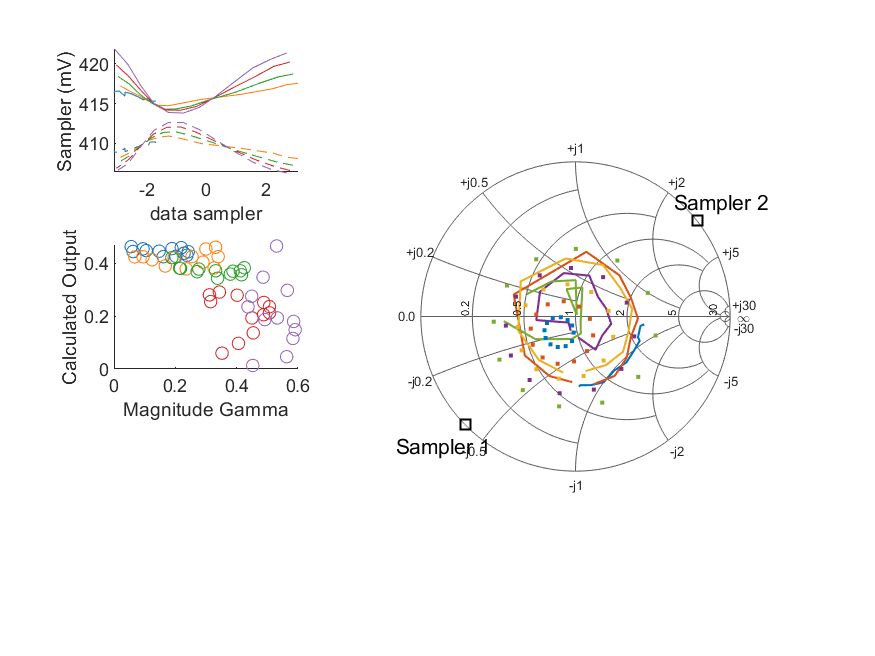 420
415
410
Sampler (mV)
-2
0
2
data sampler
0.4
0.2
0
Calculated Output
0
0.2
0.4
0.6
Magnitude Gamma
+j1
+j0.5
+j2
Sampler 2
+j0.2
+j5
0.0
0.2
0.5
1
2
5
30
+j30
∞
-j30
-j0.2
-j5
Sampler 1
-j0.5
-j2
-j1